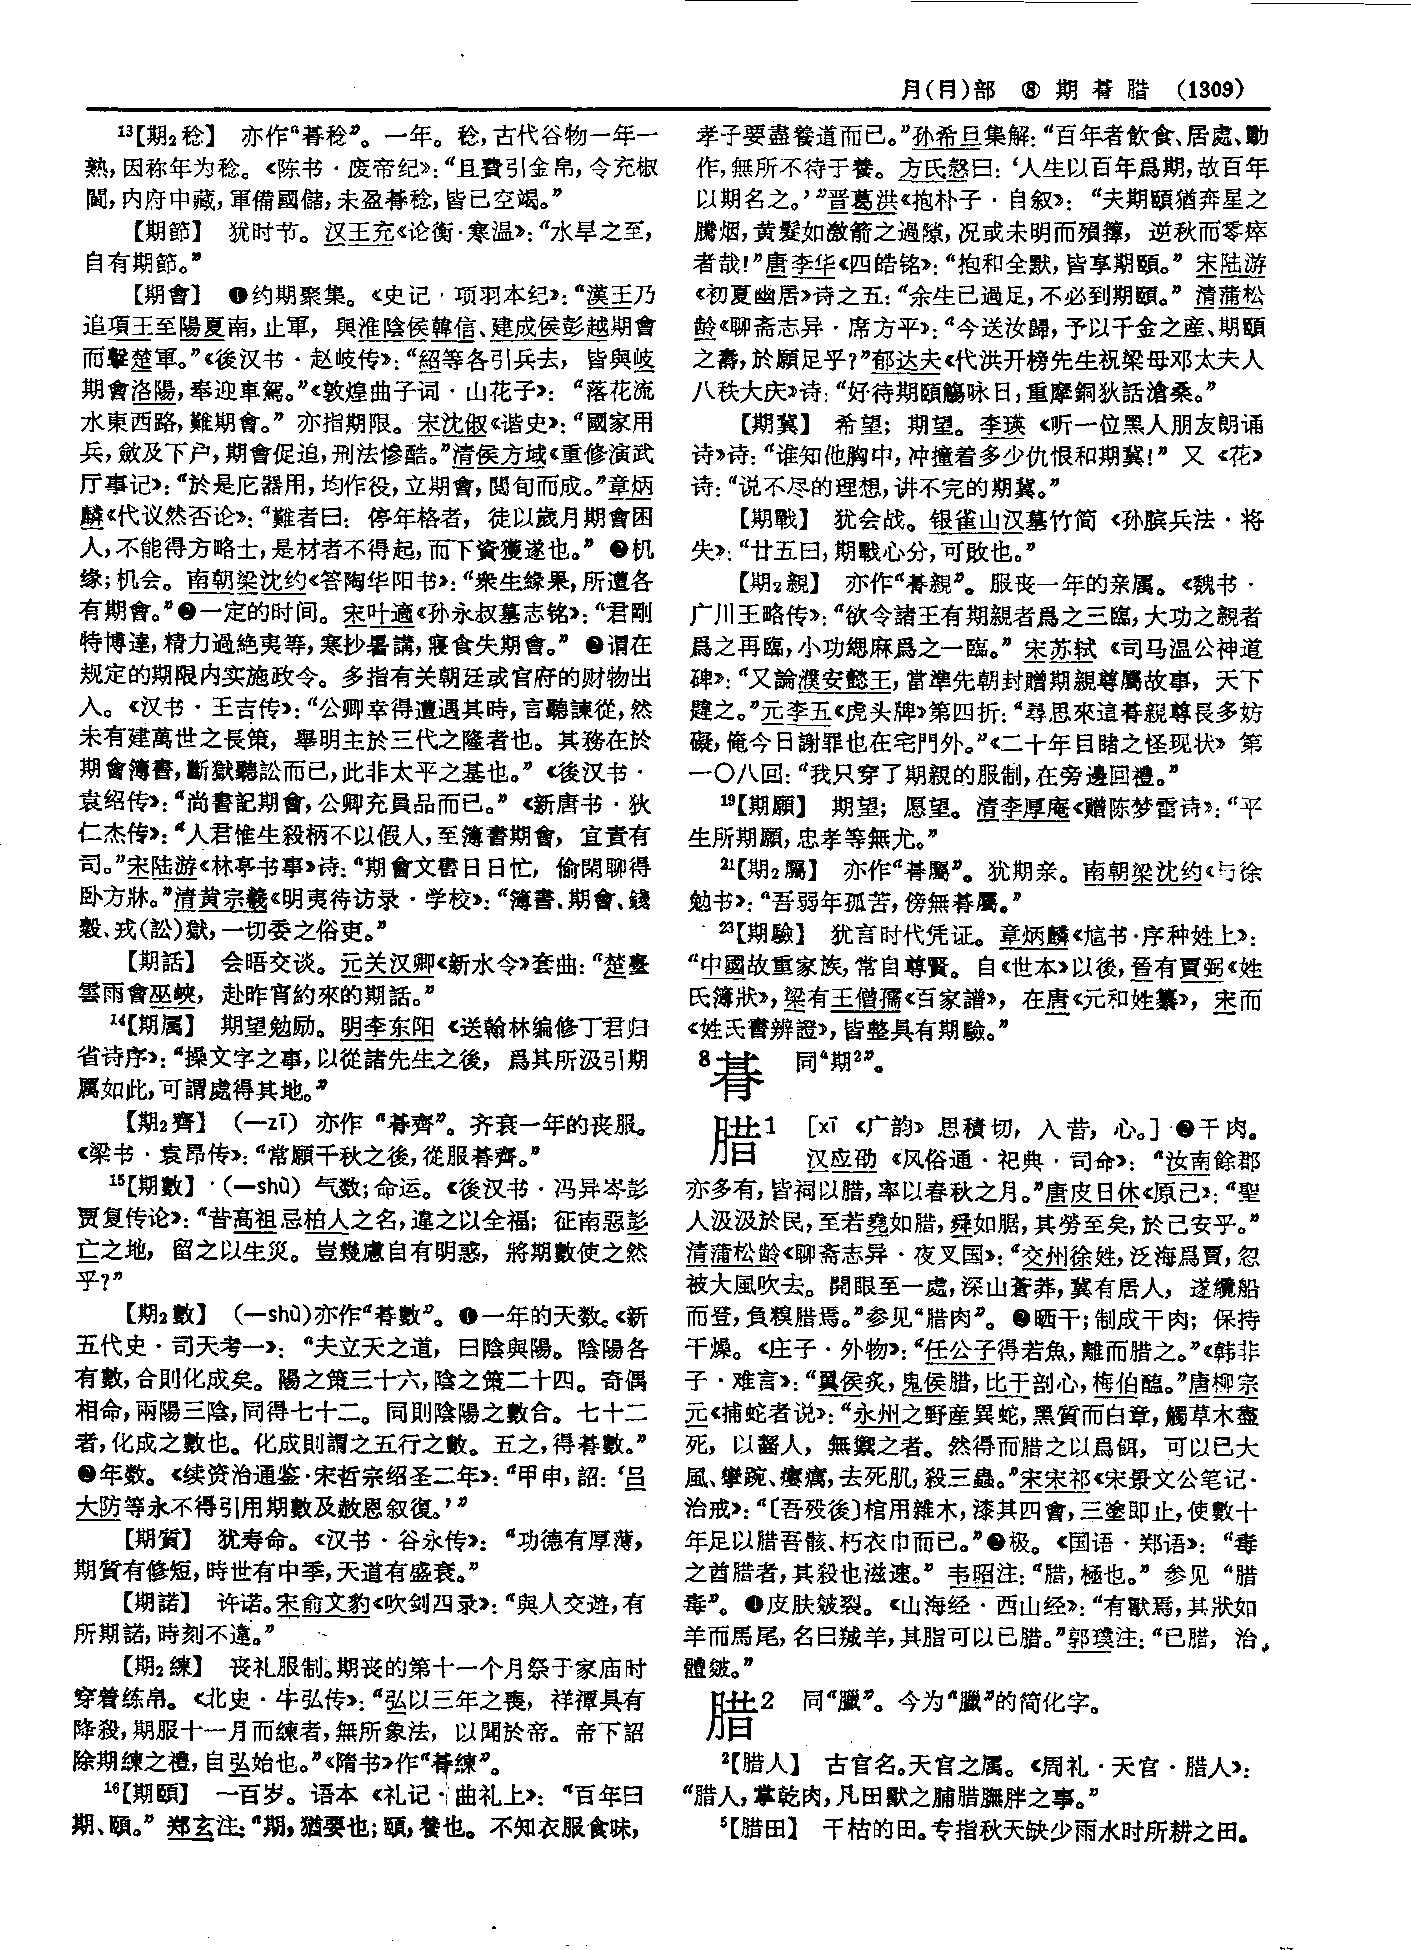 月(⺝)部 ⑧ 期朞腊 (1309)
13【期₂稔】 亦作“朞稔”。一年。稔,古代谷物一年一
熟,因称年为稔。《陈书·废帝纪》:“且費引金帛,令充椒
閫,内府中藏,軍備國儲,未盈朞稔,皆已空竭。”
【期節】 犹时节。汉王充《论衡·寒温》:“水旱之至,
自有期節。”
【期會】 ❶约期聚集。《史记·项羽本纪》:“漢王乃
追項王至陽夏南,止軍, 與淮陰侯韓信、建成侯彭越期會
而擊楚軍。”《後汉书·赵岐传》:“紹等各引兵去, 皆與岐
期會洛陽,奉迎車駕。”《敦煌曲子词·山花子》: “落花流
水東西路,難期會。” 亦指期限。宋沈俶《谐史》:“國家用
兵,斂及下户,期會促迫,刑法慘酷。”清侯方域《重修演武
厅事记》:“於是庀器用,均作役,立期會,閲旬而成。”章炳
麟《代议然否论》:“難者曰: 停年格者, 徒以歲月期會困
人,不能得方略士,是材者不得起,而下資獲遂也。” ❷机
缘;机会。南朝梁沈约《答陶华阳书》:“衆生緣果,所遭各
有期會。”❸一定的时间。宋叶適《孙永叔墓志铭》:“君剛
特博達,精力過絶夷等,寒抄暑講,寢食失期會。” ❹谓在
规定的期限内实施政令。多指有关朝廷或官府的财物出
入。《汉书·王吉传》:“公卿幸得遭遇其時,言聽諫從,然
未有建萬世之長策, 舉明主於三代之隆者也。其務在於
期會簿書,斷獄聽訟而已,此非太平之基也。”《後汉书·
袁绍传》:“尚書記期會,公卿充員品而已。”《新唐书·狄
仁杰传》:“人君惟生殺柄不以假人,至簿書期會, 宜責有
司。”宋陆游《林亭书事》诗:“期會文書日日忙, 偷閑聊得
卧方牀。”清黄宗羲《明夷待访录·学校》:“簿書、期會、錢
穀、戎(訟)獄,一切委之俗吏。”
【期話】 会晤交谈。元关汉卿《新水令》套曲:“楚臺
雲雨會巫峽, 赴昨宵約來的期話。”
14【期属】 期望勉励。明李东阳《送翰林编修丁君归
省诗序》:“操文字之事,以從諸先生之後, 爲其所汲引期
厲如此,可謂處得其地。”
【期₂齊】 (—zī) 亦作 “朞齊”。齐衰一年的丧服。
《梁书·袁昂传》:“常願千秋之後,從服朞齊。”
15【期數】 (—shù) 气数;命运。《後汉书·冯异岑彭
贾复传论》:“昔高祖忌柏人之名,違之以全福; 征南惡彭
亡之地, 留之以生災。豈幾慮自有明惑, 將期數使之然
乎?”
【期₂數】 (—shù)亦作“朞數”。❶一年的天数。《新
五代史·司天考一》: “夫立天之道, 曰陰與陽。陰陽各
有數,合則化成矣。陽之策三十六,陰之策二十四。奇偶
相命,兩陽三陰,同得七十二。同則陰陽之數合。七十二
者,化成之數也。化成則謂之五行之數。五之,得朞數。”
❷年数。《续资治通鉴·宋哲宗绍圣二年》:“甲申,詔:‘吕
大防等永不得引用期數及赦恩叙復。’”
【期質】 犹寿命。《汉书·谷永传》: “功德有厚薄,
期質有修短,時世有中季,天道有盛衰。”
【期諾】 许诺。宋俞文豹《吹剑四录》:“與人交遊,有
所期諾,時刻不違。”
【期₂練】 丧礼服制。期丧的第十一个月祭于家庙时
穿着练帛。《北史·牛弘传》:“弘以三年之喪, 祥禫具有
降殺,期服十一月而練者,無所象法, 以聞於帝。帝下詔
除期練之禮,自弘始也。”《隋书》作“朞練”。
16【期頤】 一百岁。语本《礼记·曲礼上》: “百年曰
期、頤。”郑玄注:“期,猶要也;頤,養也。不知衣服食味,
孝子要盡養道而已。”孙希旦集解:“百年者飲食、居處、動
作,無所不待于養。方氏慤曰:‘人生以百年爲期,故百年
以期名之。’”晋葛洪《抱朴子·自叙》: “夫期頤猶奔星之
騰烟,黄髮如激箭之過隙,况或未明而殞籜, 逆秋而零瘁
者哉!”唐李华《四皓铭》:“抱和全默,皆享期頤。” 宋陆游
《初夏幽居》诗之五:“余生已過足,不必到期頤。” 清蒲松
龄《聊斋志异·席方平》:“今送汝歸,予以千金之産、期頤
之壽,於願足乎?”郁达夫《代洪开榜先生祝梁母邓太夫人
八秩大庆》诗:“好待期頤觴咏日,重摩銅狄話滄桑。”
【期冀】 希望;期望。李瑛《听一位黑人朋友朗诵
诗》诗:“谁知他胸中,冲撞着多少仇恨和期冀!” 又《花》
诗:“说不尽的理想,讲不完的期冀。”
【期戰】 犹会战。银雀山汉墓竹简《孙膑兵法·将
失》:“廿五曰,期戰心分,可敗也。”
【期₂親】 亦作“朞親”。服丧一年的亲属。《魏书·
广川王略传》:“欲令諸王有期親者爲之三臨,大功之親者
爲之再臨,小功緦麻爲之一臨。” 宋苏轼《司马温公神道
碑》:“又論濮安懿王,當準先朝封贈期親尊屬故事, 天下
韙之。”元李五《虎头牌》第四折:“尋思來這朞親尊長多妨
礙,俺今日謝罪也在宅門外。”《二十年目睹之怪现状》第
一〇八回:“我只穿了期親的服制,在旁邊回禮。”
19【期願】 期望;愿望。清李厚庵《赠陈梦雷诗》:“平
生所期願,忠孝等無尤。”
21【期₂屬】 亦作“朞屬”。犹期亲。南朝梁沈约《与徐
勉书》:“吾弱年孤苦,傍無朞屬。”
23【期驗】 犹言时代凭证。章炳麟《訄书·序种姓上》:
“中國故重家族,常自尊賢。自《世本》以後,晉有賈弼《姓
氏簿狀》,梁有王僧孺《百家譜》, 在唐《元和姓纂》, 宋而
《姓氏書辨證》,皆整具有期驗。”
8朞 同“期²”。
腊1 [xī 《广韵》思積切, 入昔, 心。] ❶干肉。
汉应劭《风俗通·祀典·司命》: “汝南餘郡
亦多有,皆祠以腊,率以春秋之月。”唐皮日休《原己》:“聖
人汲汲於民,至若堯如腊,舜如腒,其勞至矣,於己安乎。”
清蒲松龄《聊斋志异·夜叉国》:“交州徐姓,泛海爲賈,忽
被大風吹去。開眼至一處,深山蒼莽,冀有居人, 遂纜船
而登,負糗腊焉。”参见“腊肉”。❷晒干;制成干肉; 保持
干燥。《庄子·外物》:“任公子得若魚,離而腊之。”《韩非
子·难言》:“翼侯炙,鬼侯腊,比干剖心,梅伯醢。”唐柳宗
元《捕蛇者说》:“永州之野産異蛇,黑質而白章,觸草木盡
死, 以齧人, 無禦之者。然得而腊之以爲餌, 可以已大
風、攣踠、瘻癘,去死肌,殺三蟲。”宋宋祁《宋景文公笔记·
治戒》:“〔吾殁後〕棺用雜木,漆其四會,三塗即止,使數十
年足以腊吾骸、朽衣巾而已。”❸极。《国语·郑语》: “毒
之酋腊者,其殺也滋速。” 韦昭注:“腊,極也。” 参见 “腊
毒”。❹皮肤皴裂。《山海经·西山经》:“有獸焉,其狀如
羊而馬尾,名曰羬羊,其脂可以已腊。”郭璞注:“已腊, 治
體皴。”
腊2 同“臘”。今为“臘”的简化字。
2【腊人】 古官名。天官之属。《周礼·天官·腊人》:
“腊人,掌乾肉,凡田獸之脯腊膴胖之事。”
5【腊田】 干枯的田。专指秋天缺少雨水时所耕之田。